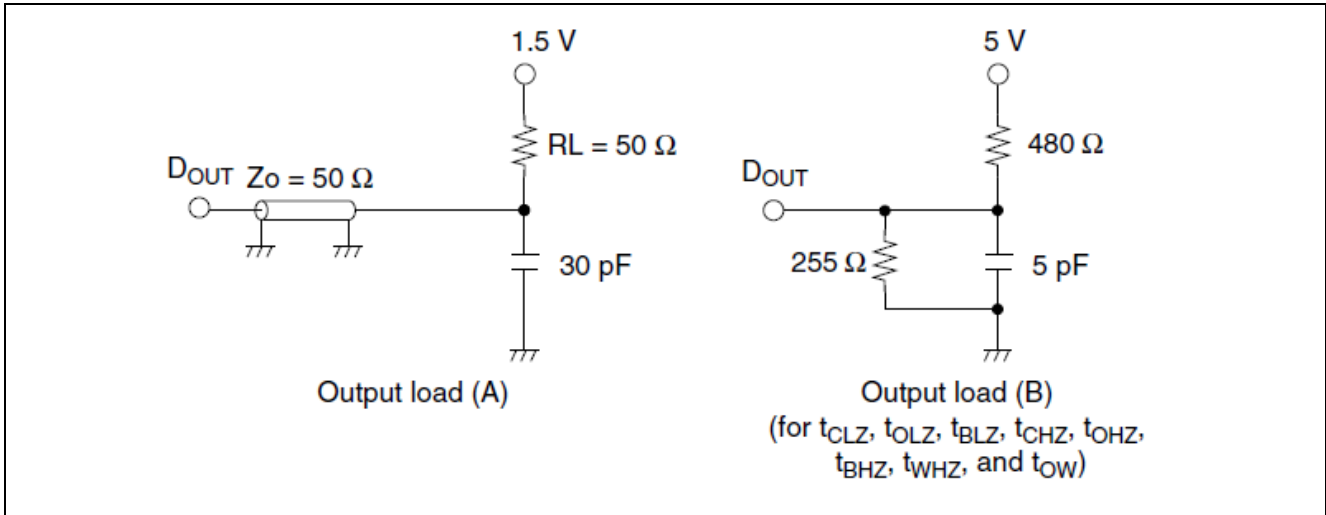 1.5 V
RL = 50 Ω
DOUT Zo = 50 Ω
30 pF
Output load (A)
5 V
480 Ω
DOUT
255 Ω
5 pF
Output load (B)
(for tCLZ, tOLZ, tBLZ, tCHZ, tOHZ,
tBHZ, tWHZ, and tOW)